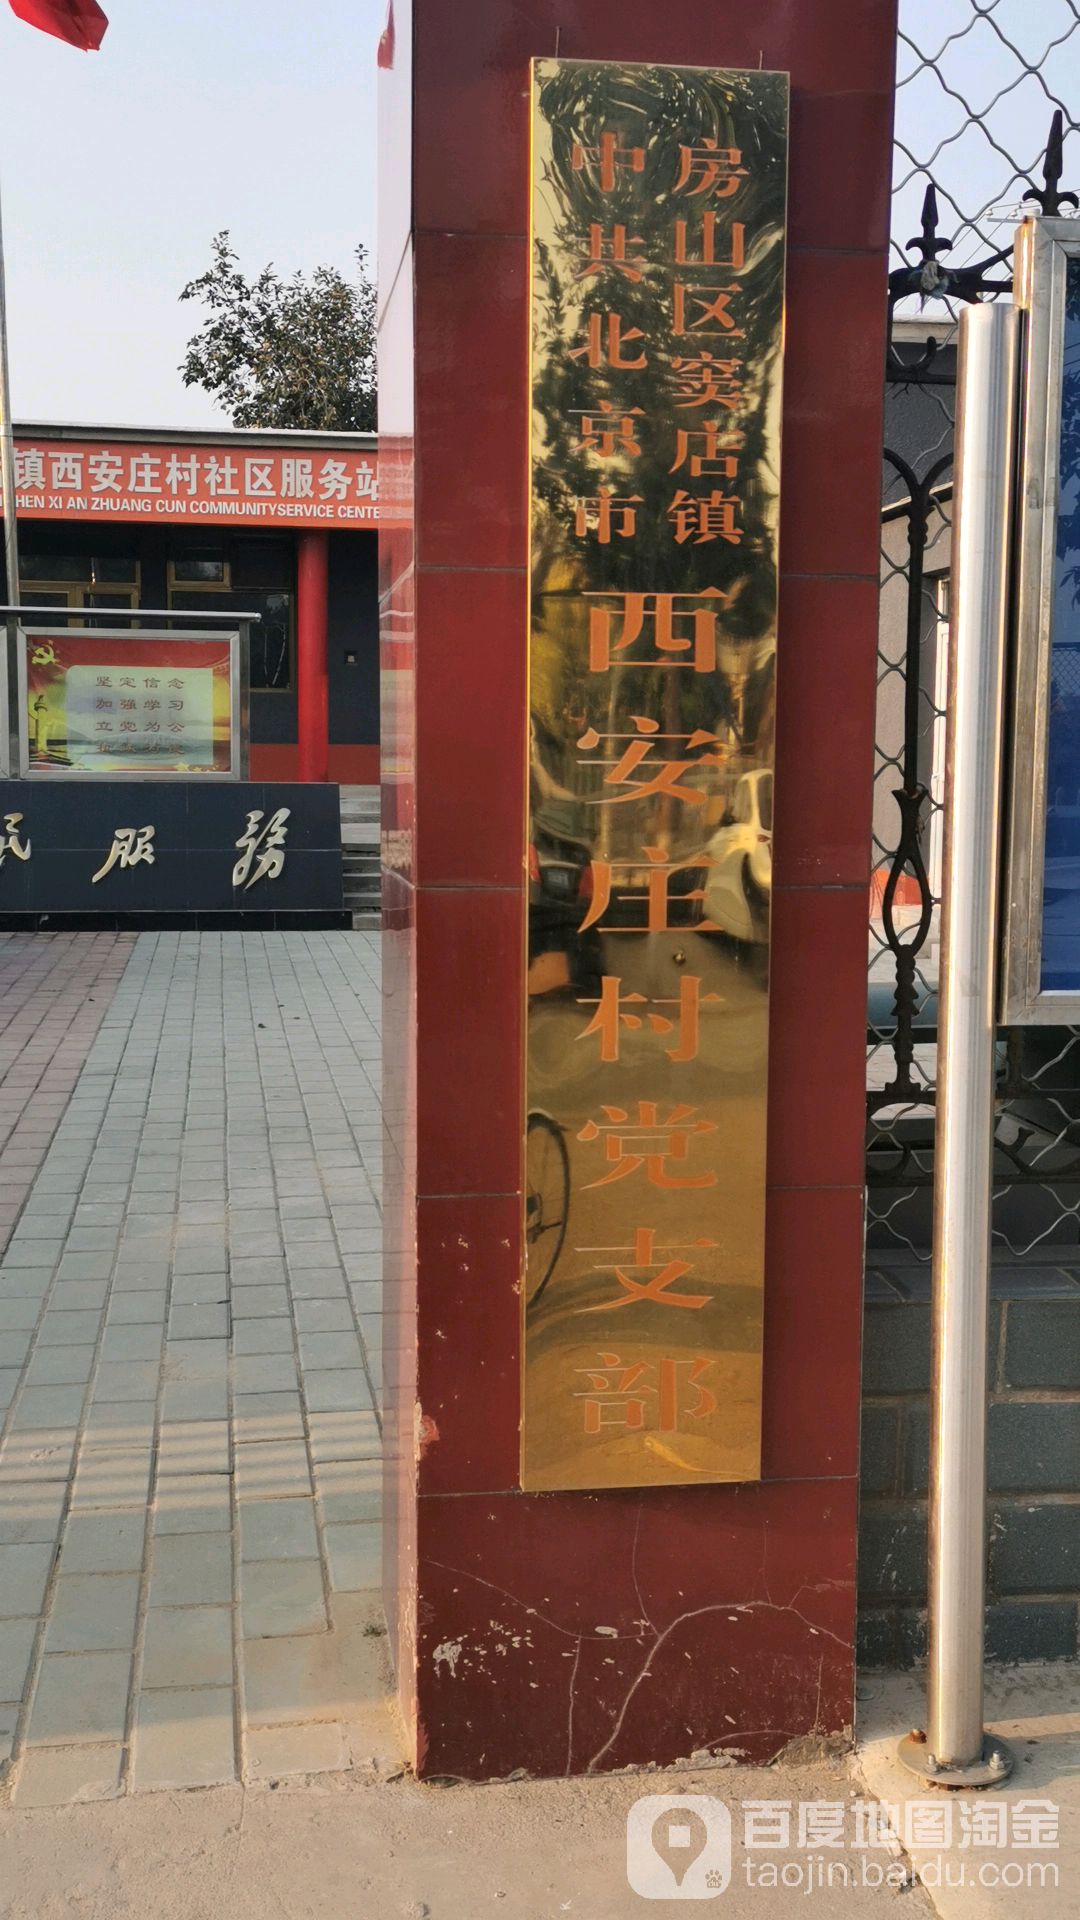 中共北京市
房山区窦店镇
西安庄村党支部
镇西安庄村社区服务站
HEN XI AN ZHUANG CUN COMMUNITYSERVICE CENTE
坚定信念
加强学习
立党为公
服务
百度地图淘金
taojin.baidu.com